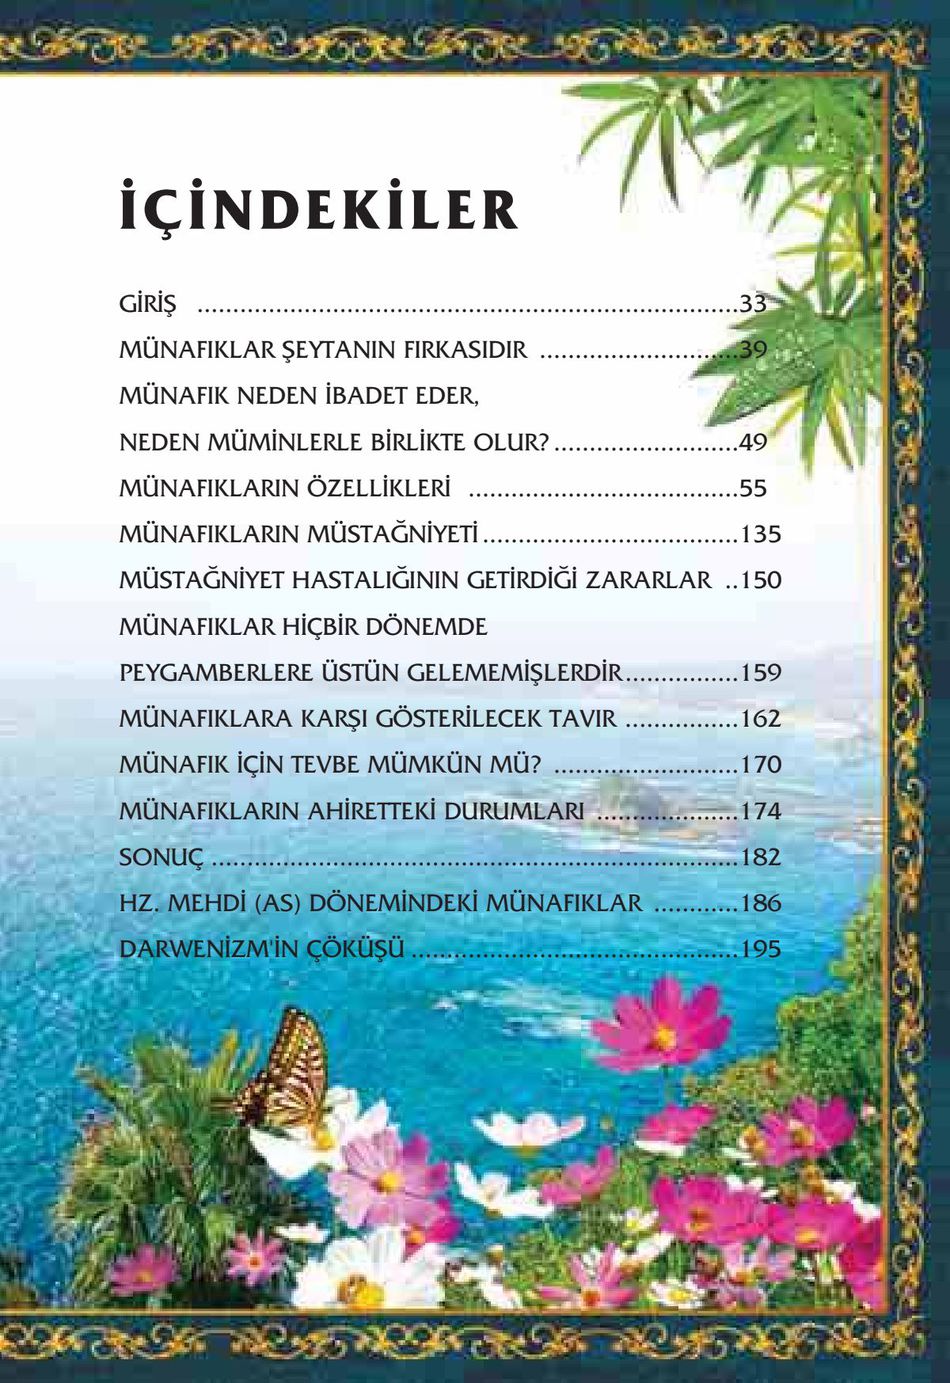 İÇİNDEKİLER
GİRİŞ ............................................................................33
MÜNAFIKLAR ŞEYTANIN FIRKASIDIR ............................39
MÜNAFIK NEDEN İBADET EDER,
NEDEN MÜMİNLERLE BİRLİKTE OLUR? ..........................49
MÜNAFIKLARIN ÖZELLİKLERİ ......................................55
MÜNAFIKLARIN MÜSTAĞNİYETİ ....................................135
MÜSTAĞNİYET HASTALIĞININ GETİRDİĞİ ZARARLAR ..150
MÜNAFIKLAR HİÇBİR DÖNEMDE
PEYGAMBERLERE ÜSTÜN GELEMEMİŞLERDİR................159
MÜNAFIKLARA KARŞI GÖSTERİLECEK TAVIR ................162
MÜNAFIK İÇİN TEVBE MÜMKÜN MÜ? ..........................170
MÜNAFIKLARIN AHİRETTEKİ DURUMLARI ....................174
SONUÇ ..........................................................................182
HZ. MEHDİ (AS) DÖNEMİNDEKİ MÜNAFIKLAR ............186
DARWENİZM'İN ÇÖKÜŞÜ ..............................................195